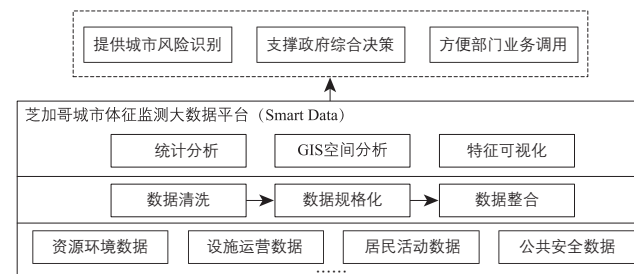 提供城市风险识别 支撑政府综合决策 方便部门业务调用
芝加哥城市体征监测大数据平台（Smart Data）
统计分析 GIS空间分析 特征可视化
数据清洗 数据规格化 数据整合
资源环境数据 设施运营数据 居民活动数据 公共安全数据
……